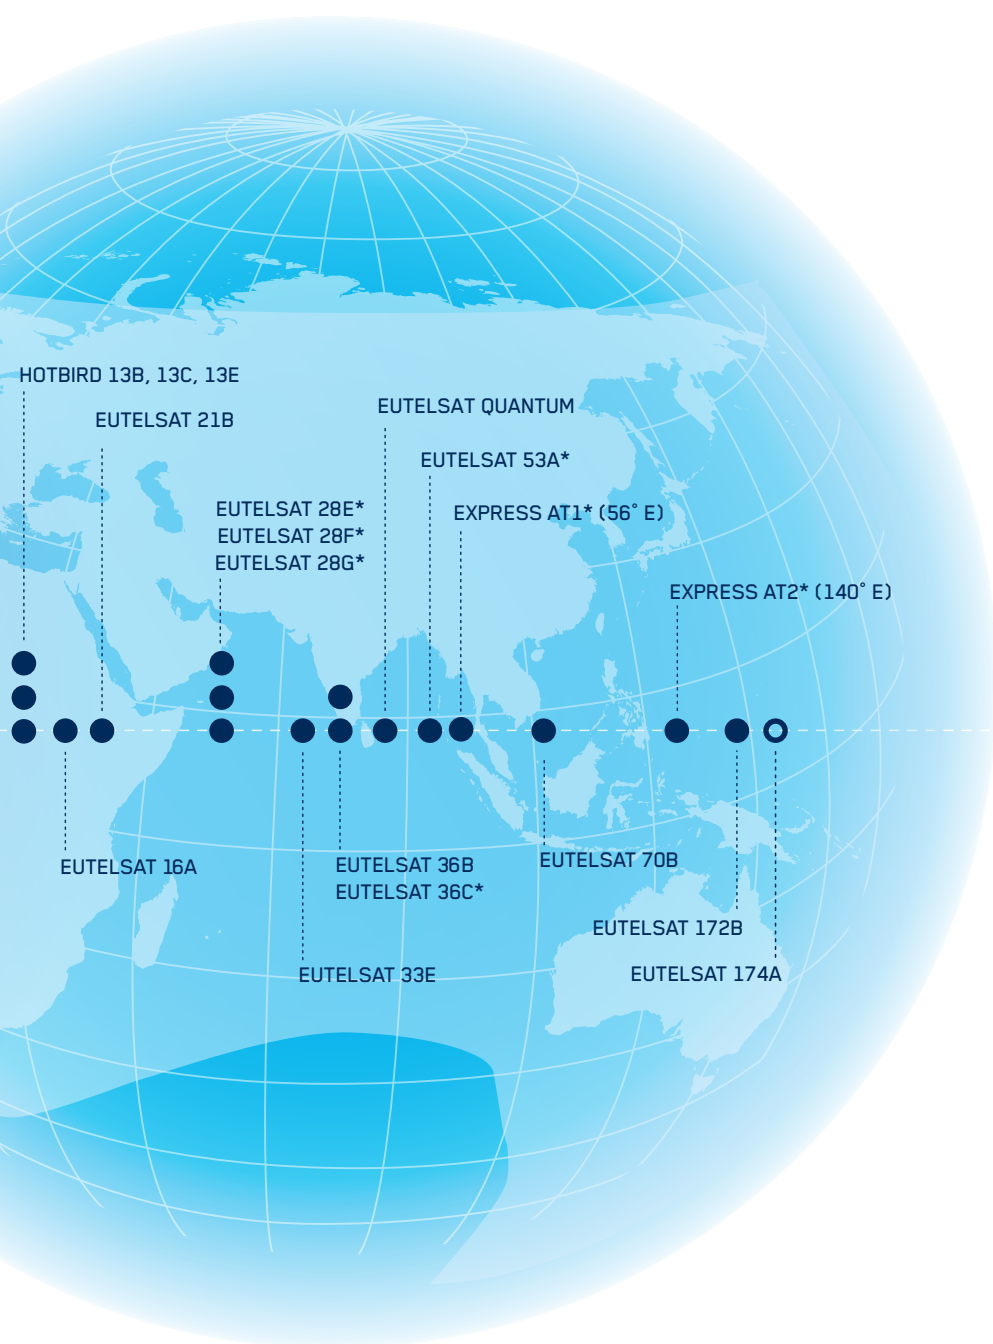 HOTBIRD 13B, 13C, 13E
EUTELSAT QUANTUM
EUTELSAT 21B
EUTELSAT 53A*
EUTELSAT 28E*
EUTELSAT 28F*
EUTELSAT 28G*
EXPRESS AT1* (56° E)
EXPRESS AT2* (140° E)
EUTELSAT 16A
EUTELSAT 36B
EUTELSAT 36C*
EUTELSAT 70B
EUTELSAT 172B
EUTELSAT 33E
EUTELSAT 174A